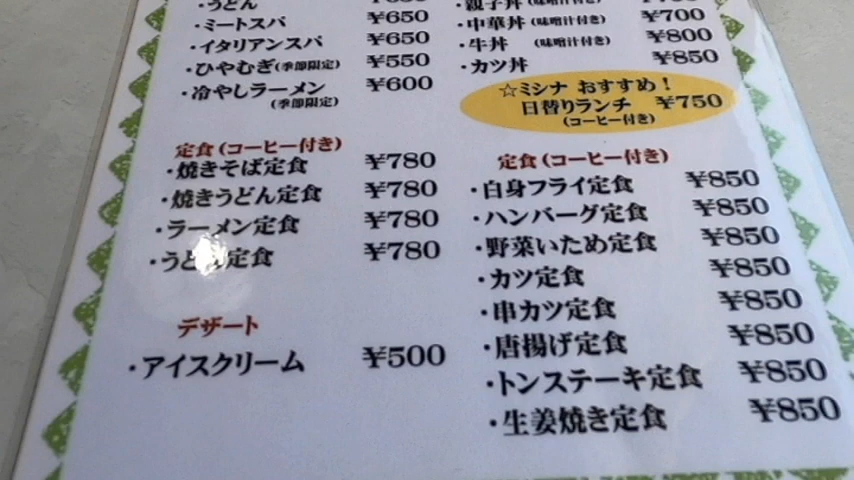 ・うどん
・ミートスパ ¥650
・イタリアンスパ ¥650
・ひやむぎ(季節限定) ¥550
・冷やしラーメン ¥600
(季節限定)
定食(コーヒー付き)
・焼きそば定食 ¥780
・焼きうどん定食 ¥780
・ラーメン定食 ¥780
・うどん定食 ¥780
デザート
・アイスクリーム ¥500
・親子丼(味噌汁付き)
・中華丼(味噌汁付き) ¥700
・牛丼 (味噌汁付き) ¥800
・カツ丼 ¥850
☆ミシナ おすすめ!
日替りランチ ¥750
(コーヒー付き)
定食(コーヒー付き)
・白身フライ定食 ¥850
・ハンバーグ定食 ¥850
・野菜いため定食 ¥850
・カツ定食 ¥850
・串カツ定食 ¥850
・唐揚げ定食 ¥850
・トンステーキ定食 ¥850
・生姜焼き定食 ¥850